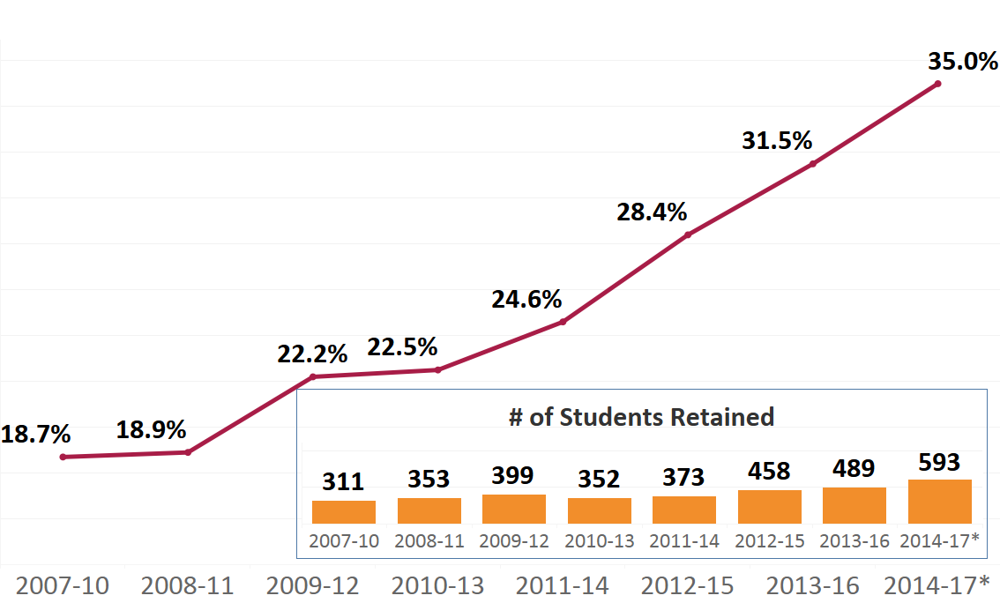 35.0%
31.5%
28.4%
24.6%
22.2% 22.5%
18.7% 18.9%
# of Students Retained
311 353 399 352 373 458 489 593
2007-10 2008-11 2009-12 2010-13 2011-14 2012-15 2013-16 2014-17*
2007-10 2008-11 2009-12 2010-13 2011-14 2012-15 2013-16 2014-17*